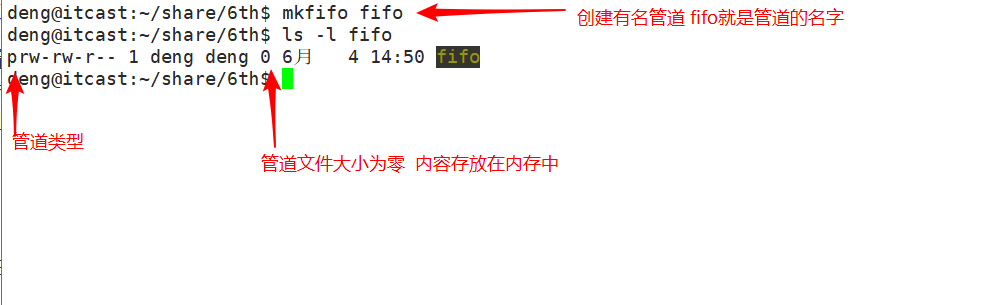 deng@itcast:~/share/6th$ mkfifo fifo
创建有名管道 fifo就是管道的名字
deng@itcast:~/share/6th$ ls -l fifo
prw-rw-r-- 1 deng deng 0 6月   4 14:50 fifo
deng@itcast:~/share/6th$
管道类型
管道文件大小为零  内容存放在内存中